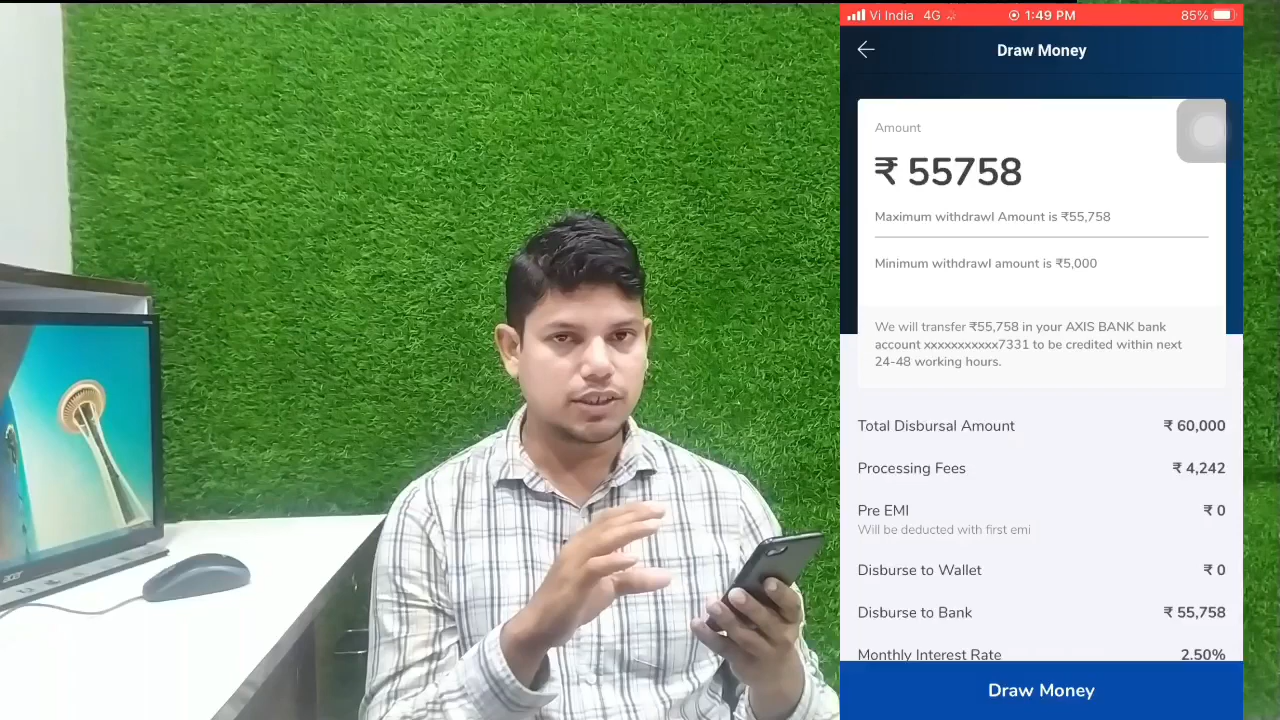 Vi India 4G 1:49 PM 85%
Draw Money
Amount
₹ 55758
Maximum withdrawl Amount is ₹55,758
Minimum withdrawl amount is ₹5,000
We will transfer ₹55,758 in your AXIS BANK bank
account xxxxxxxxxxx7331 to be credited within next
24-48 working hours.
Total Disbursal Amount ₹ 60,000
Processing Fees ₹ 4,242
Pre EMI ₹ 0
Will be deducted with first emi
Disburse to Wallet ₹ 0
Disburse to Bank ₹ 55,758
Monthly Interest Rate 2.50%
Draw Money
acer